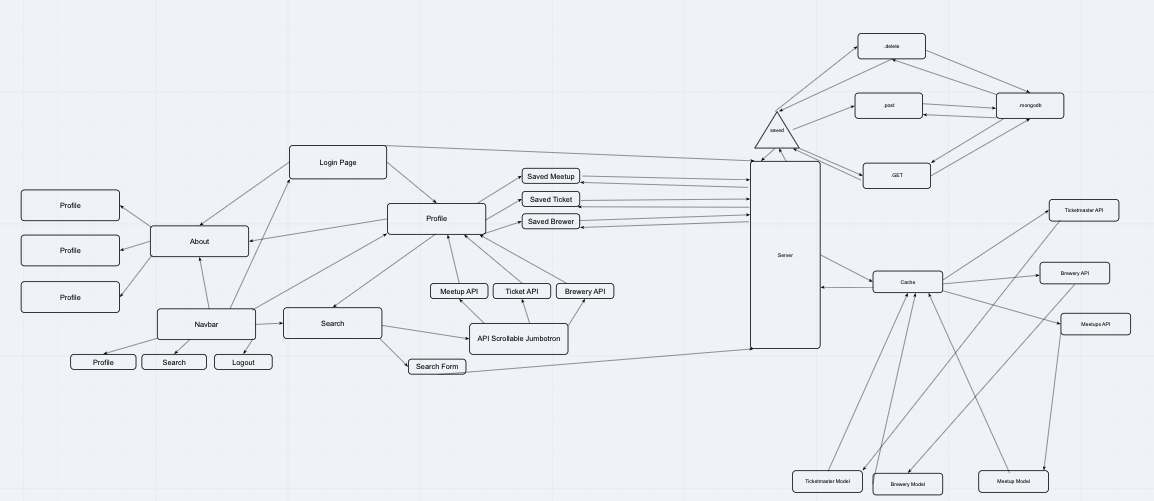 .delete
.post
.mongodb
saved
Login Page
Saved Meetup
.GET
Profile
Saved Ticket
Ticketmaster API
Profile
Saved Brewer
About
Profile
Server
Brewery API
Cache
Profile
Meetup API
Ticket API
Brewery API
Navbar
Search
Meetups API
API Scrollable Jumbotron
Profile
Search
Logout
Search Form
Ticketmaster Model
Brewery Model
Meetup Model